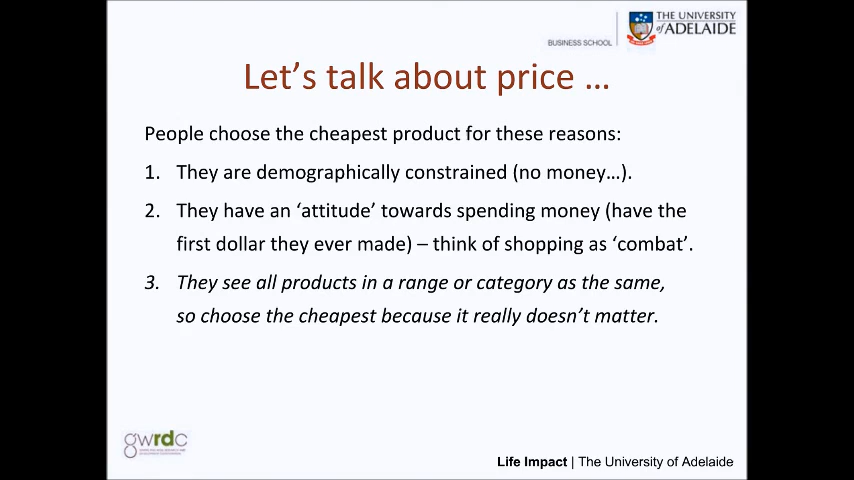 THE UNIVERSITY
of ADELAIDE
BUSINESS SCHOOL
Let's talk about price …
People choose the cheapest product for these reasons:
1. They are demographically constrained (no money…).
2. They have an ‘attitude’ towards spending money (have the
first dollar they ever made) – think of shopping as ‘combat’.
3. They see all products in a range or category as the same,
so choose the cheapest because it really doesn’t matter.
gwrdc
Life Impact | The University of Adelaide